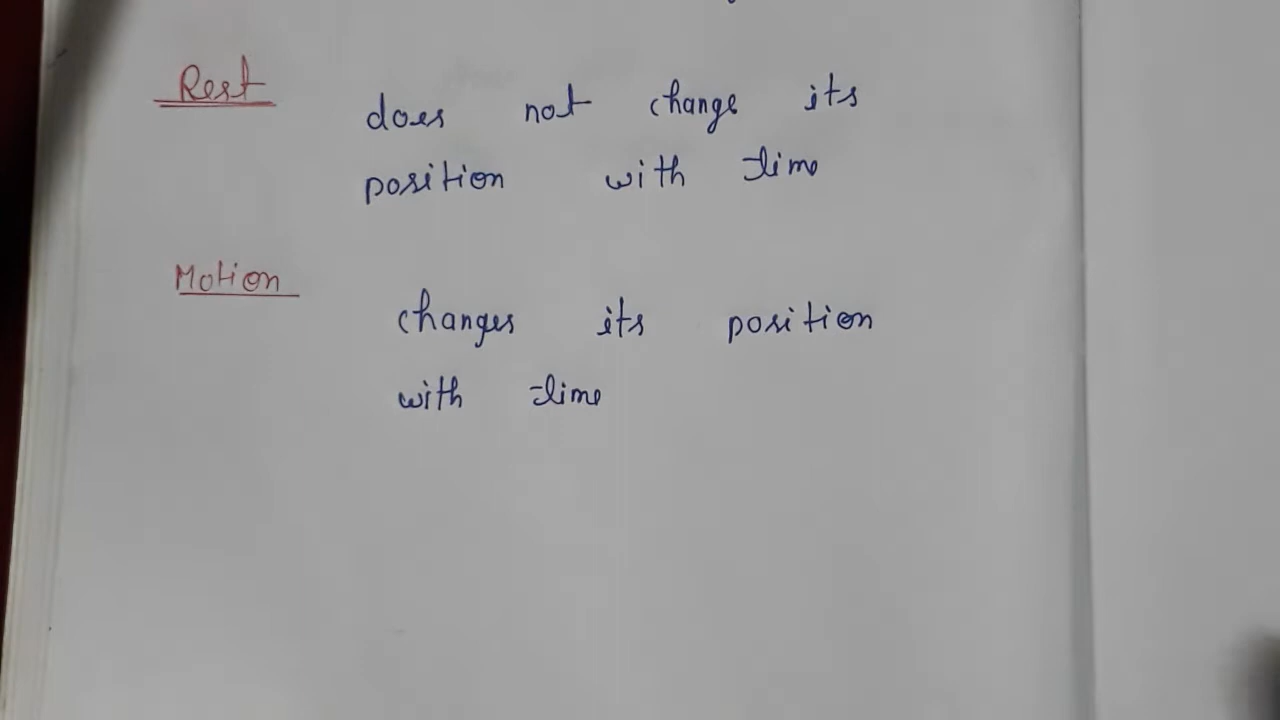 Rest
does not change its
position with time
Motion
changes its position
with time